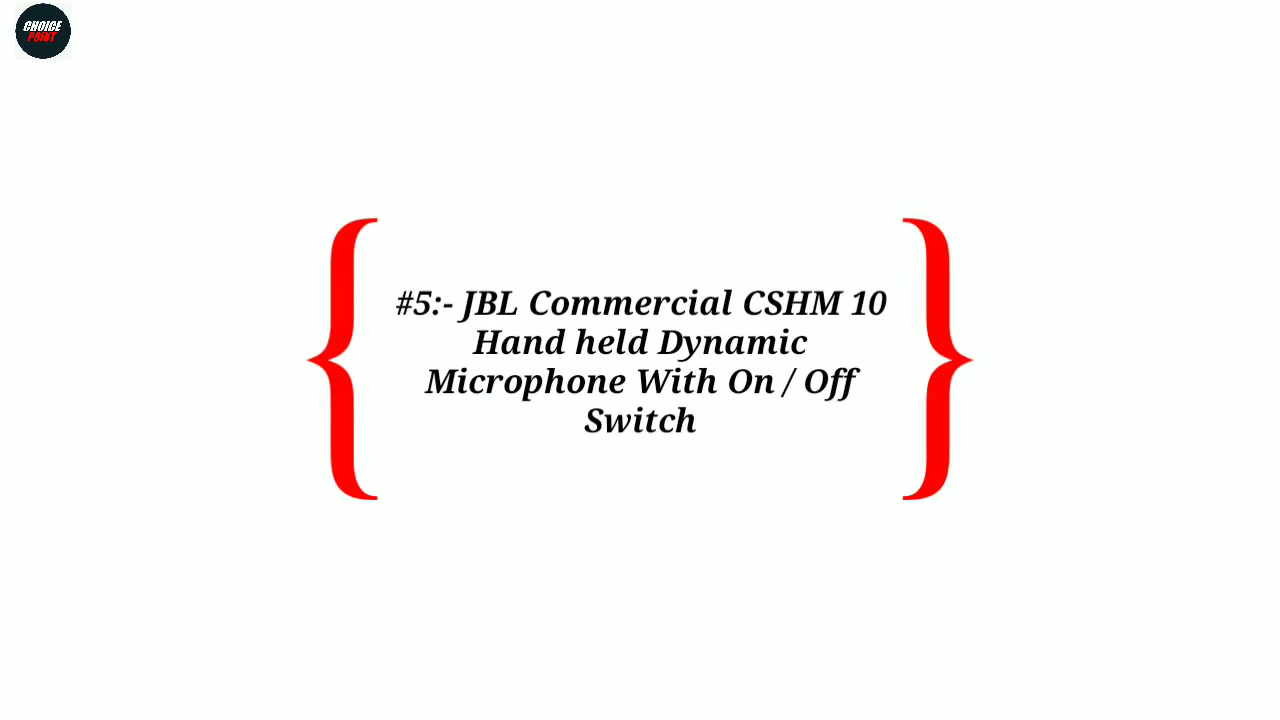 CHOICE
POINT
#5:- JBL Commercial CSHM 10
Hand held Dynamic
Microphone With On / Off
Switch